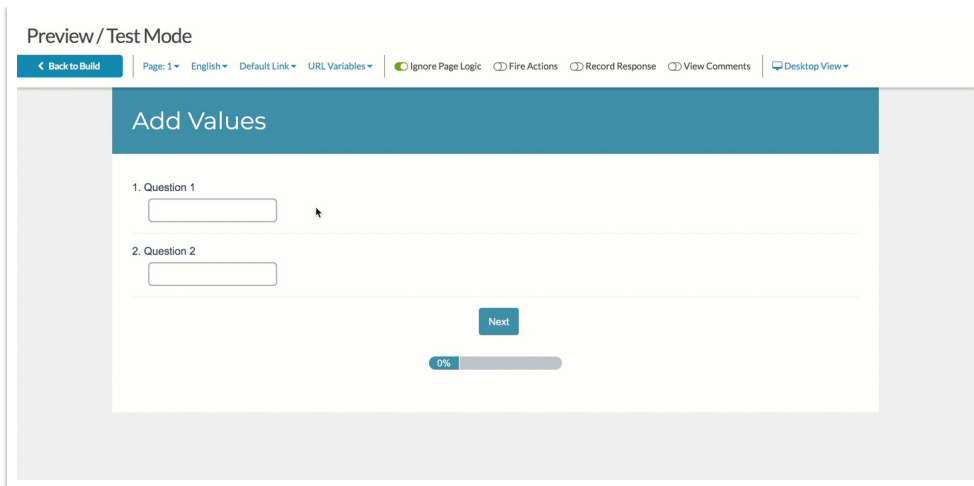 Preview / Test Mode
Back to Build Page: 1 English Default Link URL Variables Ignore Page Logic Fire Actions Record Response View Comments Desktop View
Add Values
1. Question 1
2. Question 2
Next
0%